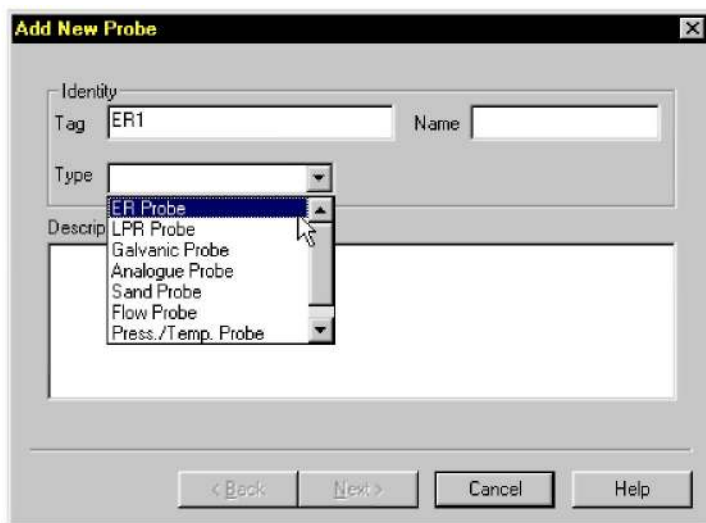 Add New Probe
Identity
Tag ER1 Name
Type
ER Probe
Descrip
LPR Probe
Galvanic Probe
Analogue Probe
Sand Probe
Flow Probe
Press./Temp. Probe
< Back Next > Cancel Help